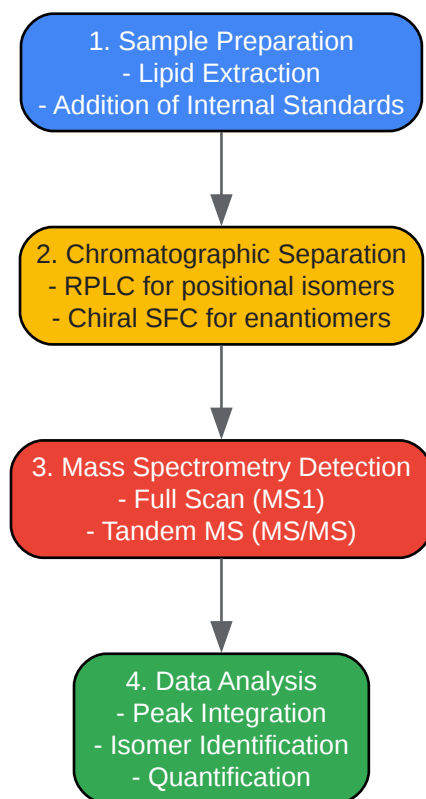 1. Sample Preparation
- Lipid Extraction
- Addition of Internal Standards
2. Chromatographic Separation
- RPLC for positional isomers
- Chiral SFC for enantiomers
3. Mass Spectrometry Detection
- Full Scan (MS1)
- Tandem MS (MS/MS)
4. Data Analysis
- Peak Integration
- Isomer Identification
- Quantification